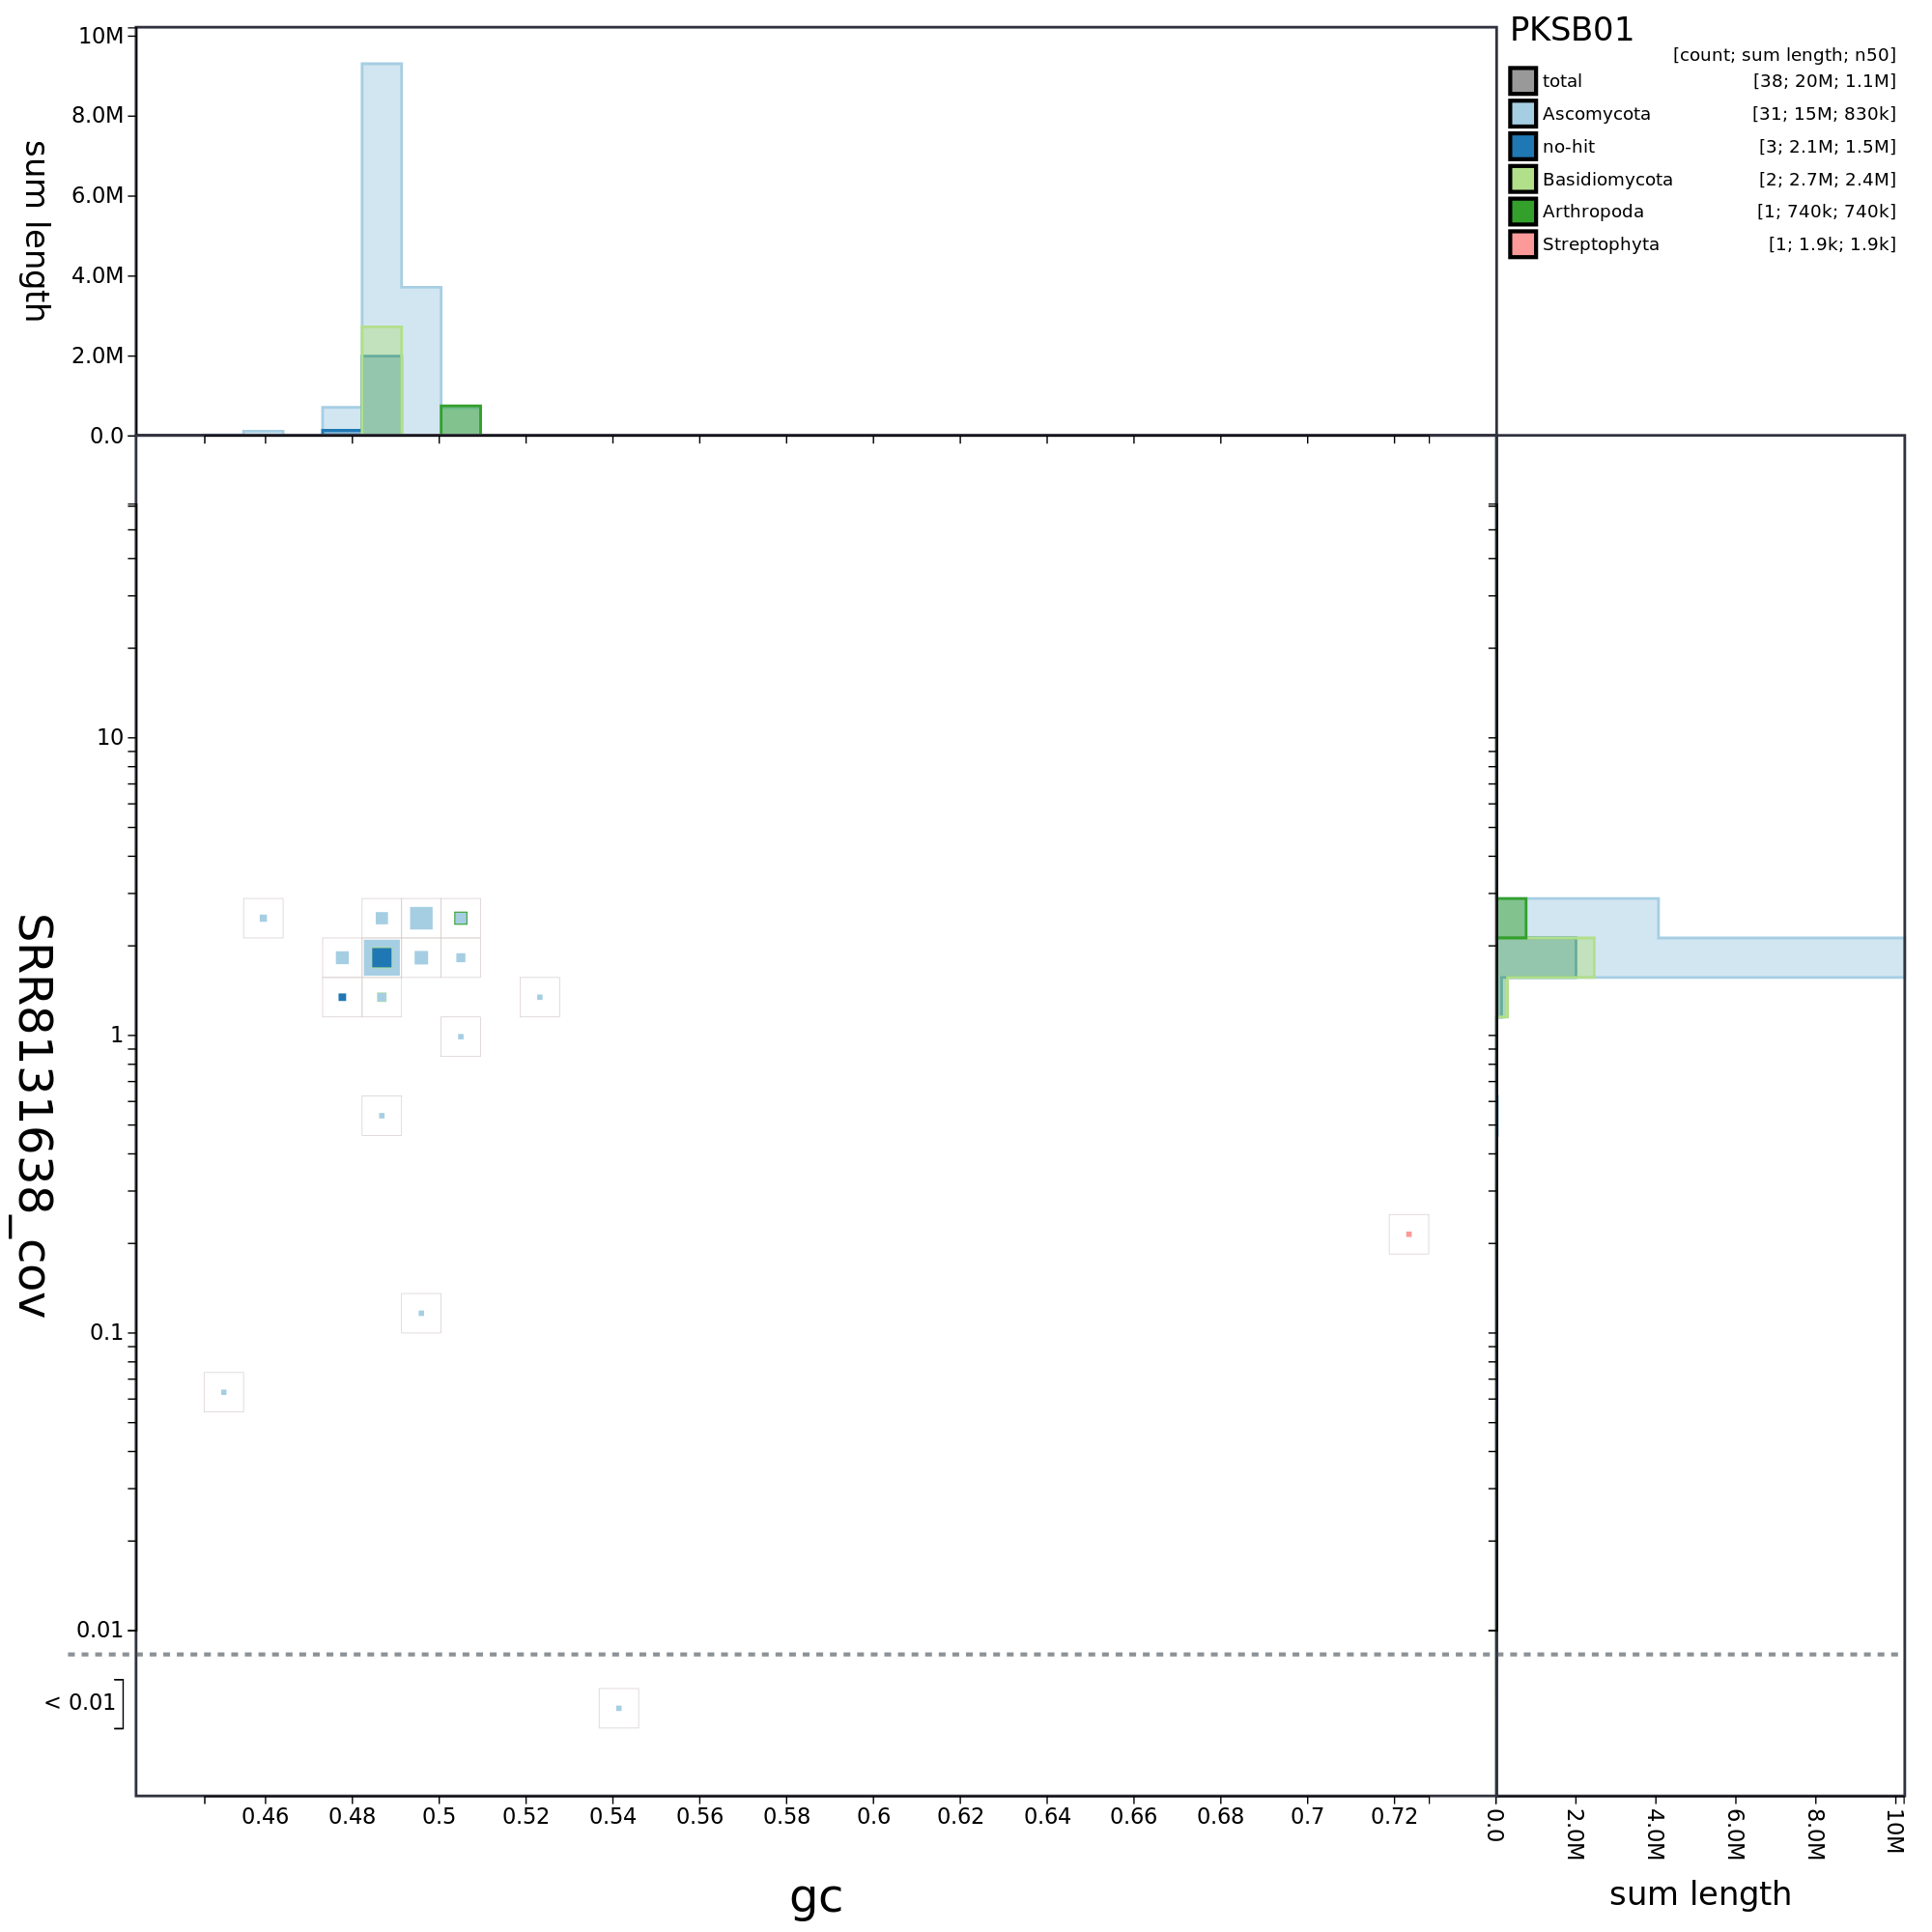 PKSB01
[count; sum length; n50]
total [38; 20M; 1.1M]
Ascomycota [31; 15M; 830k]
no-hit [3; 2.1M; 1.5M]
Basidiomycota [2; 2.7M; 2.4M]
Arthropoda [1; 740k; 740k]
Streptophyta [1; 1.9k; 1.9k]
sum length
10M
8.0M
6.0M
4.0M
2.0M
0.0
SRR8131638_cov
10
1
0.1
0.01
< 0.01
0.46 0.48 0.5 0.52 0.54 0.56 0.58 0.6 0.62 0.64 0.66 0.68 0.7 0.72
gc
0.0 2.0M 4.0M 6.0M 8.0M 10M
sum length